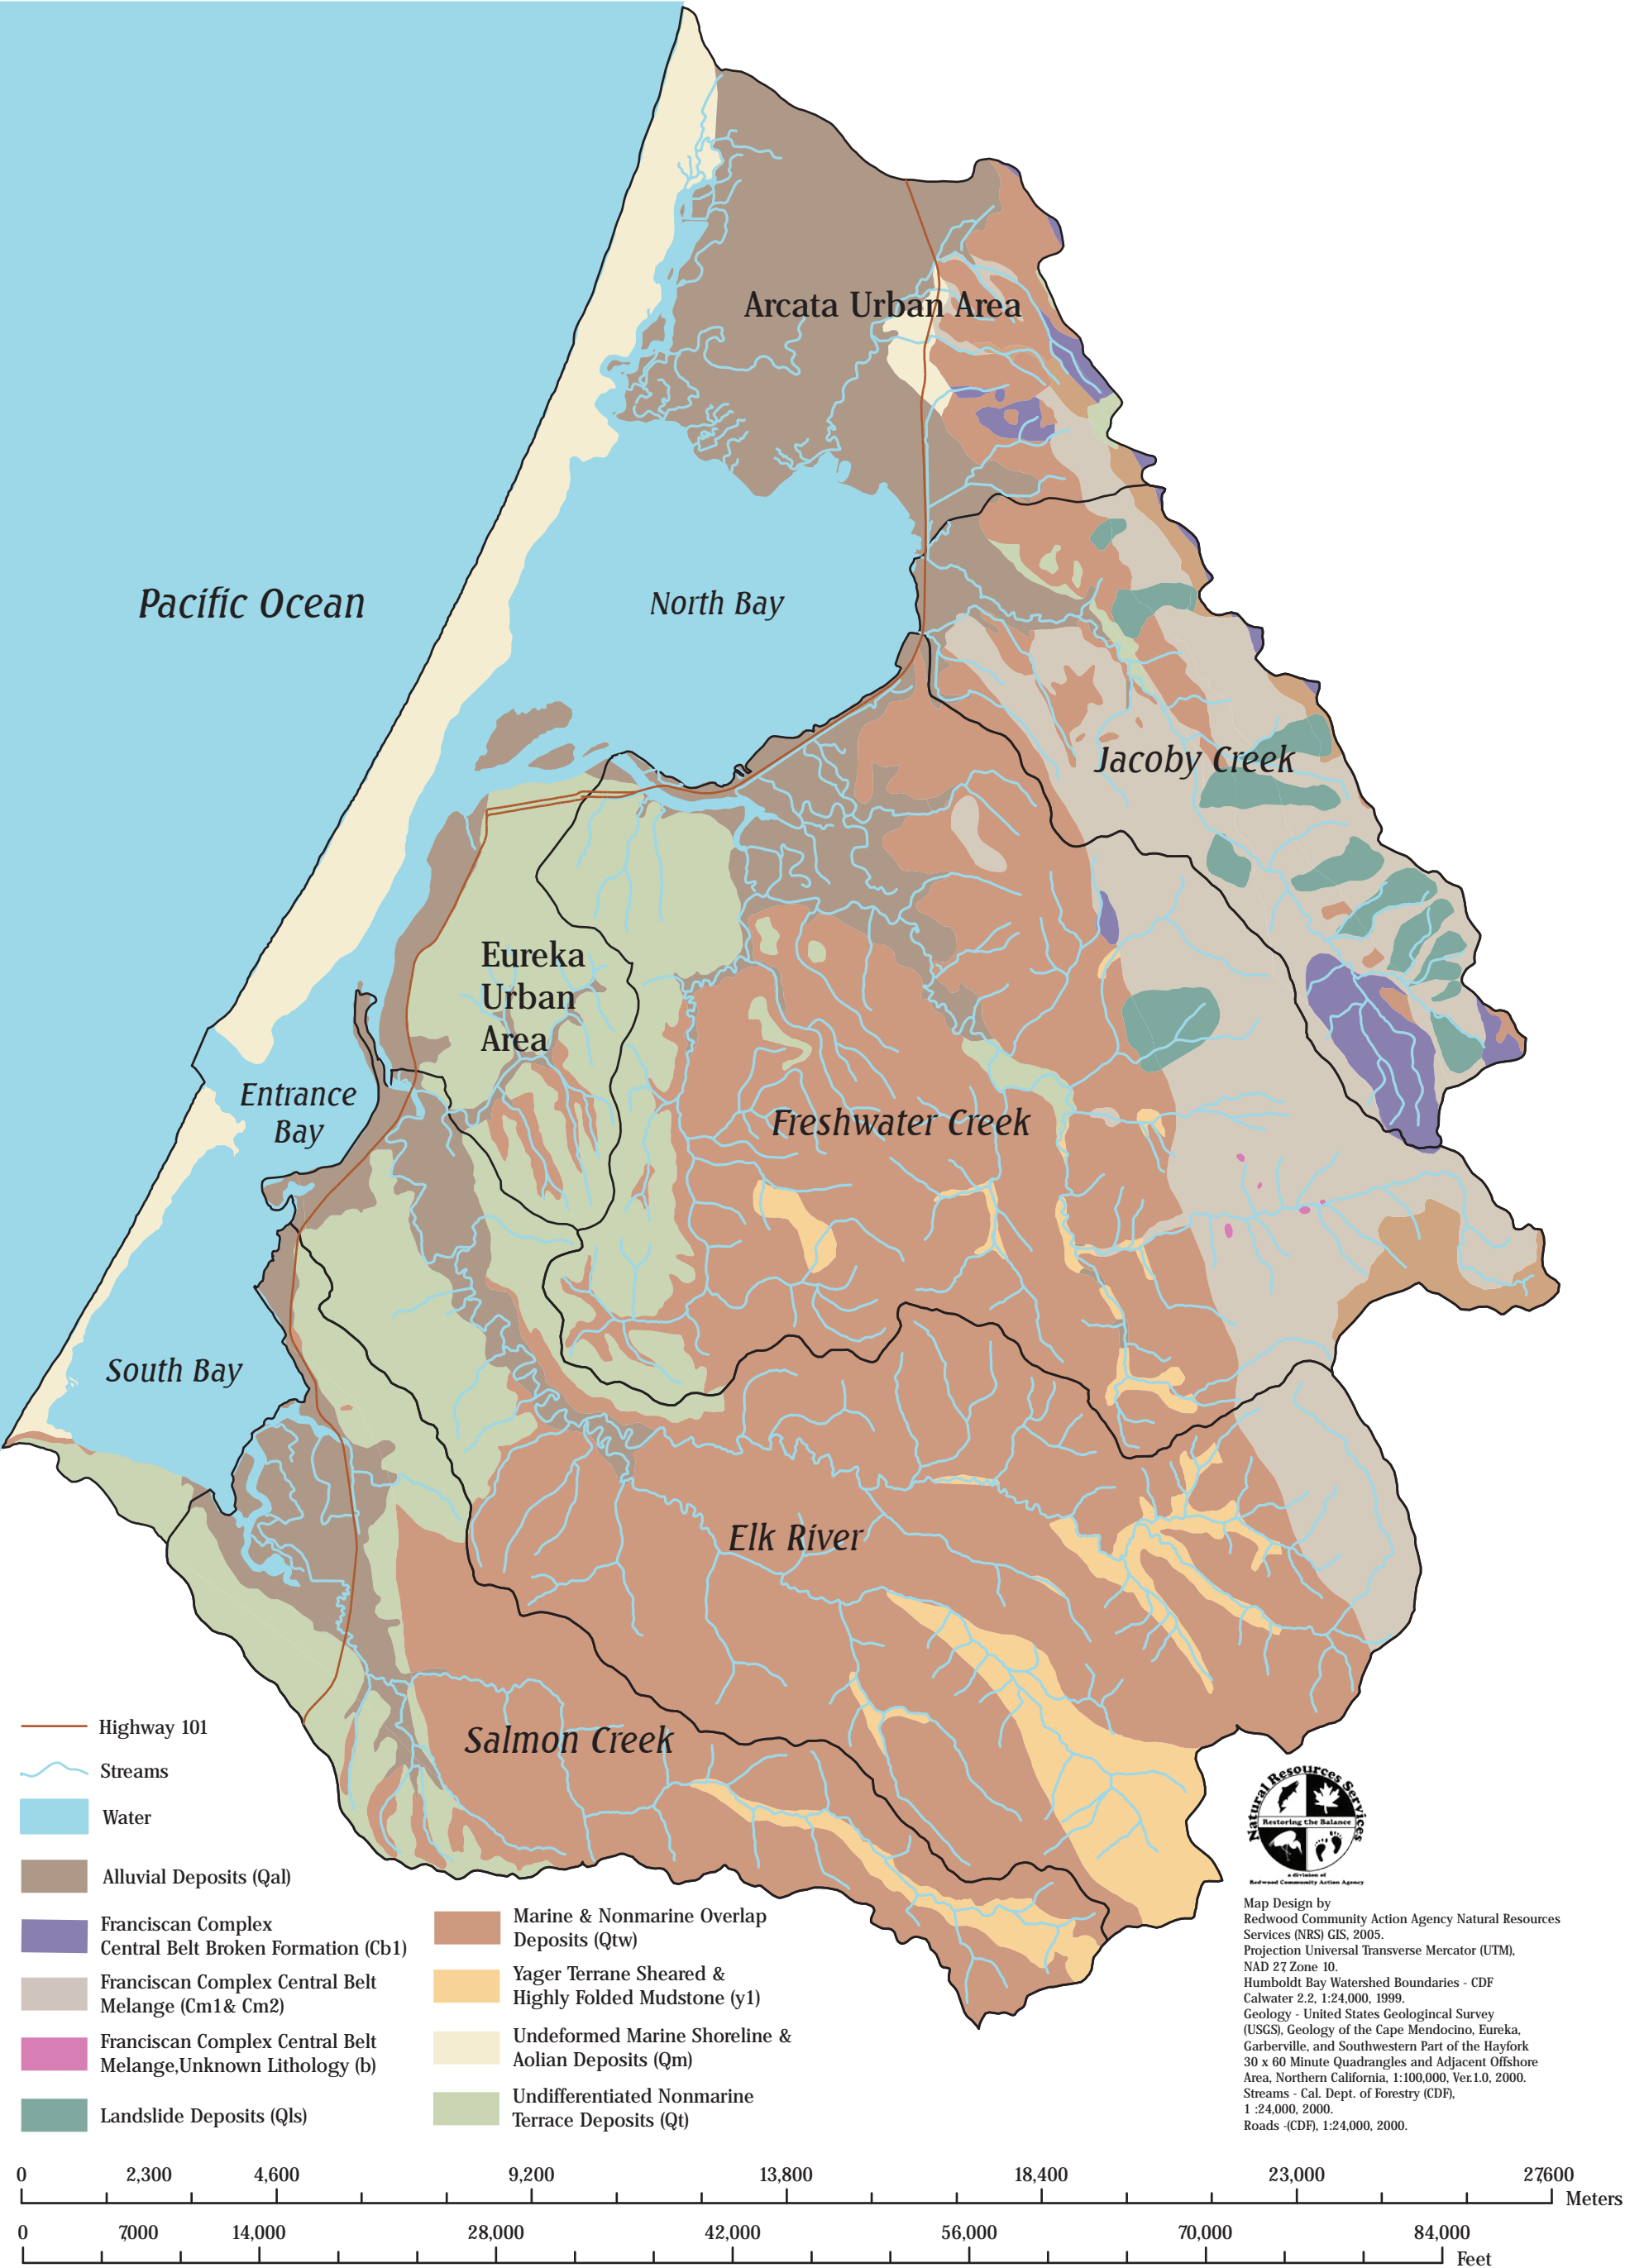 Arcata Urban Area
Pacific Ocean
North Bay
Jacoby Creek
Eureka
Urban
Area
Entrance
Bay
Freshwater Creek
South Bay
Elk River
Salmon Creek
Highway 101
Streams
Water
Alluvial Deposits (Qal)
Franciscan Complex
Central Belt Broken Formation (Cb1)
Franciscan Complex Central Belt
Melange (Cm1& Cm2)
Franciscan Complex Central Belt
Melange,Unknown Lithology (b)
Landslide Deposits (Qls)
Marine & Nonmarine Overlap
Deposits (Qtw)
Yager Terrane Sheared &
Highly Folded Mudstone (y1)
Undeformed Marine Shoreline &
Aolian Deposits (Qm)
Undifferentiated Nonmarine
Terrace Deposits (Qt)
Natural Resources Services
Restoring the Balance
a division of
Redwood Community Action Agency
Map Design by
Redwood Community Action Agency Natural Resources
Services (NRS) GIS, 2005.
Projection Universal Transverse Mercator (UTM),
NAD 27, Zone 10.
Humboldt Bay Watershed Boundaries - CDF
Calwater 2.2, 1:24,000, 1999.
Geology - United States Geologincal Survey
(USGS), Geology of the Cape Mendocino, Eureka,
Garberville, and Southwestern Part of the Hayfork
30 x 60 Minute Quadrangles and Adjacent Offshore
Area, Northern California, 1:100,000, Ver.1.0, 2000.
Streams - Cal. Dept. of Forestry (CDF),
1 :24,000, 2000.
Roads -(CDF), 1:24,000, 2000.
0 2,300 4,600 9,200 13,800 18,400 23,000 27,600
Meters
0 7,000 14,000 28,000 42,000 56,000 70,000 84,000
Feet